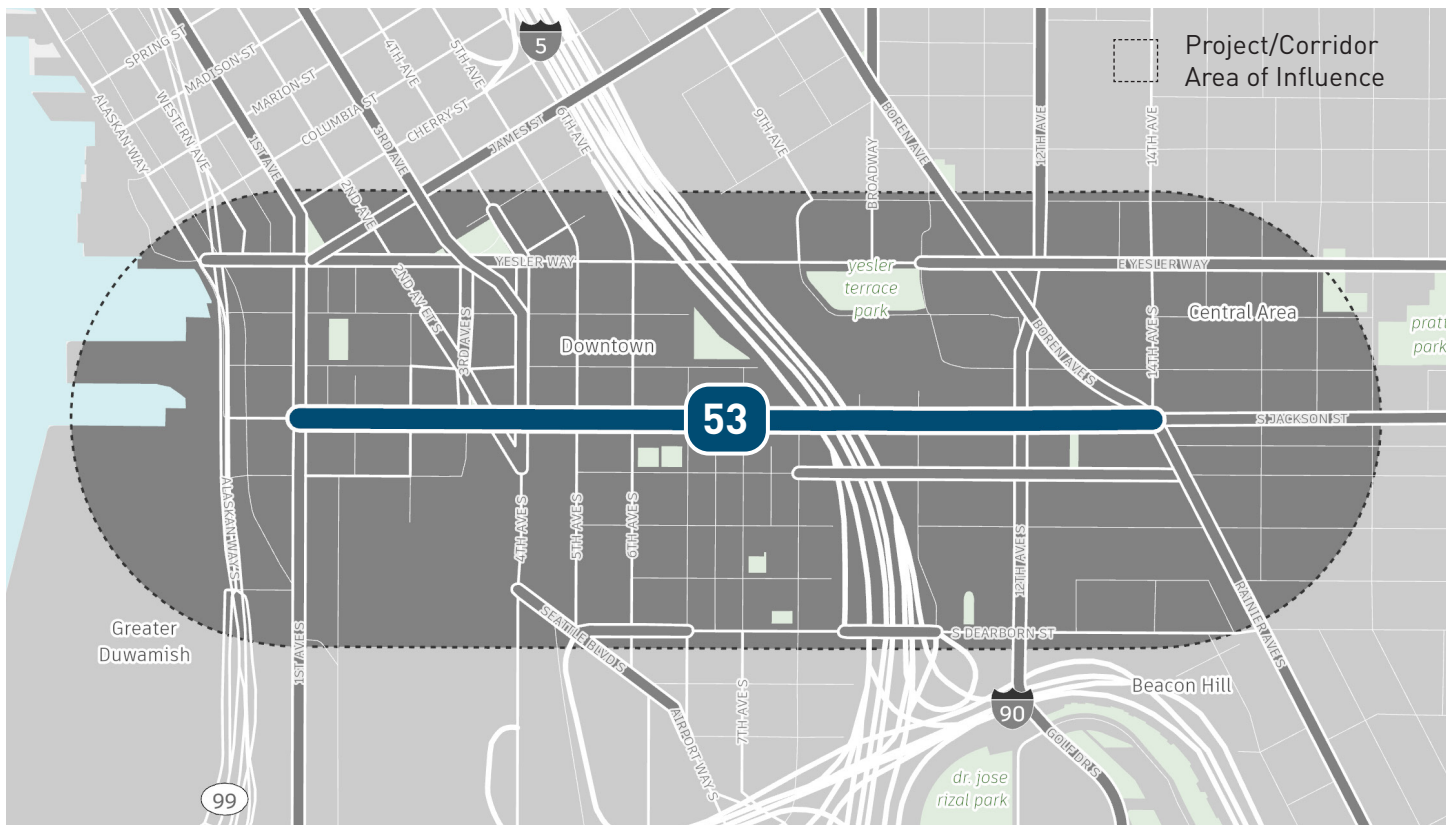 SPRING ST
MADISON ST
MARION ST
COLUMBIA ST
CHERRY ST
JAMES ST
ALASKAN WAY
WESTERN AVE
1ST AVE
2ND AVE
3RD AVE
4TH AVE
5TH AVE
6TH AVE
5
9TH AVE
BROADWAY
BOREN AVE
12TH AVE
14TH AVE
Project/Corridor
Area of Influence
YESLER WAY
E YESLER WAY
yesler
terrace
park
Central Area
pratt
park
2ND AV ET S
3RD AVE S
Downtown
BOREN AVE S
14TH AVE S
53
S JACKSON ST
ALASKAN WAY S
4TH AVE S
5TH AVE S
6TH AVE S
12TH AVE S
RAINIER AVE S
Greater
Duwamish
1ST AVE S
SEATTLE BLVD S
S DEARBORN ST
Beacon Hill
7TH AVE S
AIRPORT WAY S
90
GOLF DR S
dr. jose
rizal park
99